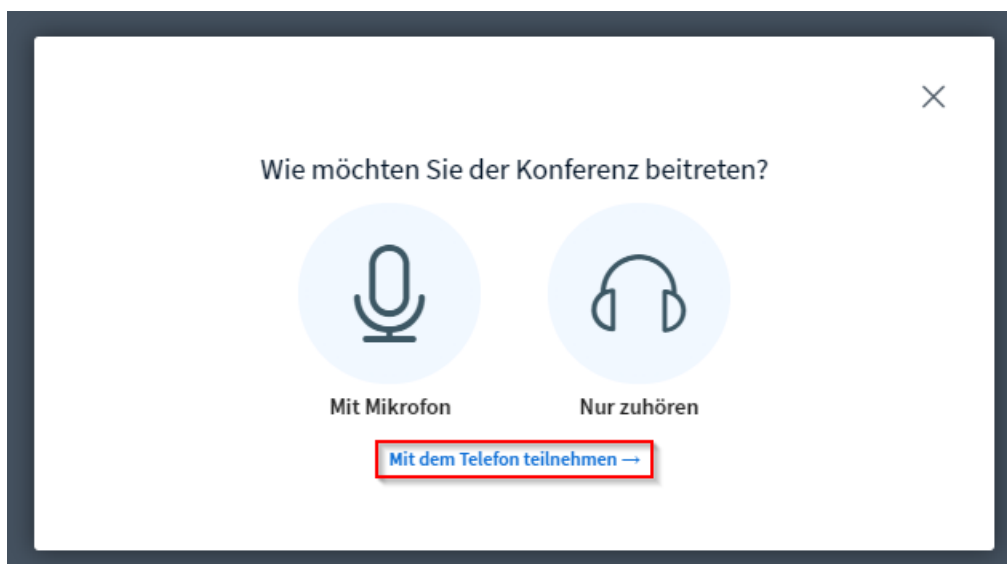 Wie möchten Sie der Konferenz beitreten?
Mit Mikrofon
Nur zuhören
Mit dem Telefon teilnehmen →